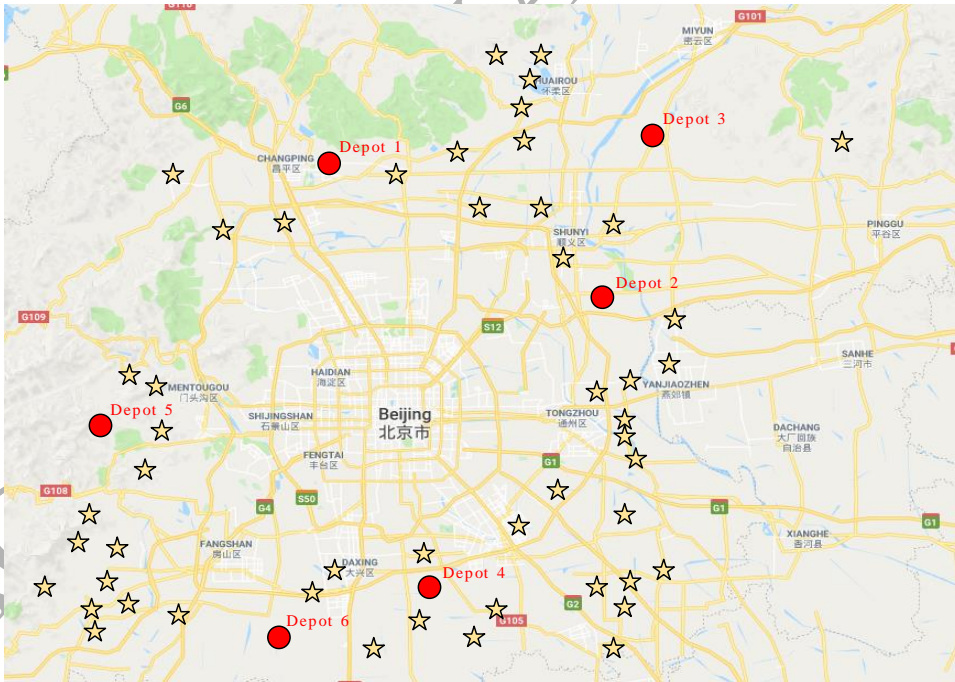 G110
G101
MIYUN
密云区
HUAIROU
怀柔区
G6
Depot 3
Depot 1
CHANGPING
昌平区
PINGGU
平谷区
SHUNYI
顺义区
Depot 2
G109
S12
SANHE
三河市
HAIDIAN
海淀区
MENTOUGOU
门头沟区
YANJIAOZHEN
燕郊镇
Depot 5
SHIJINGSHAN
石景山区
Beijing
北京市
TONGZHOU
通州区
DACHANG
大厂回族
自治县
FENGTAI
丰台区
G1
G108
S50
G4
G1
G1
XIANGHE
香河县
FANGSHAN
房山区
DAXING
大兴区
Depot 4
G2
G105
Depot 6